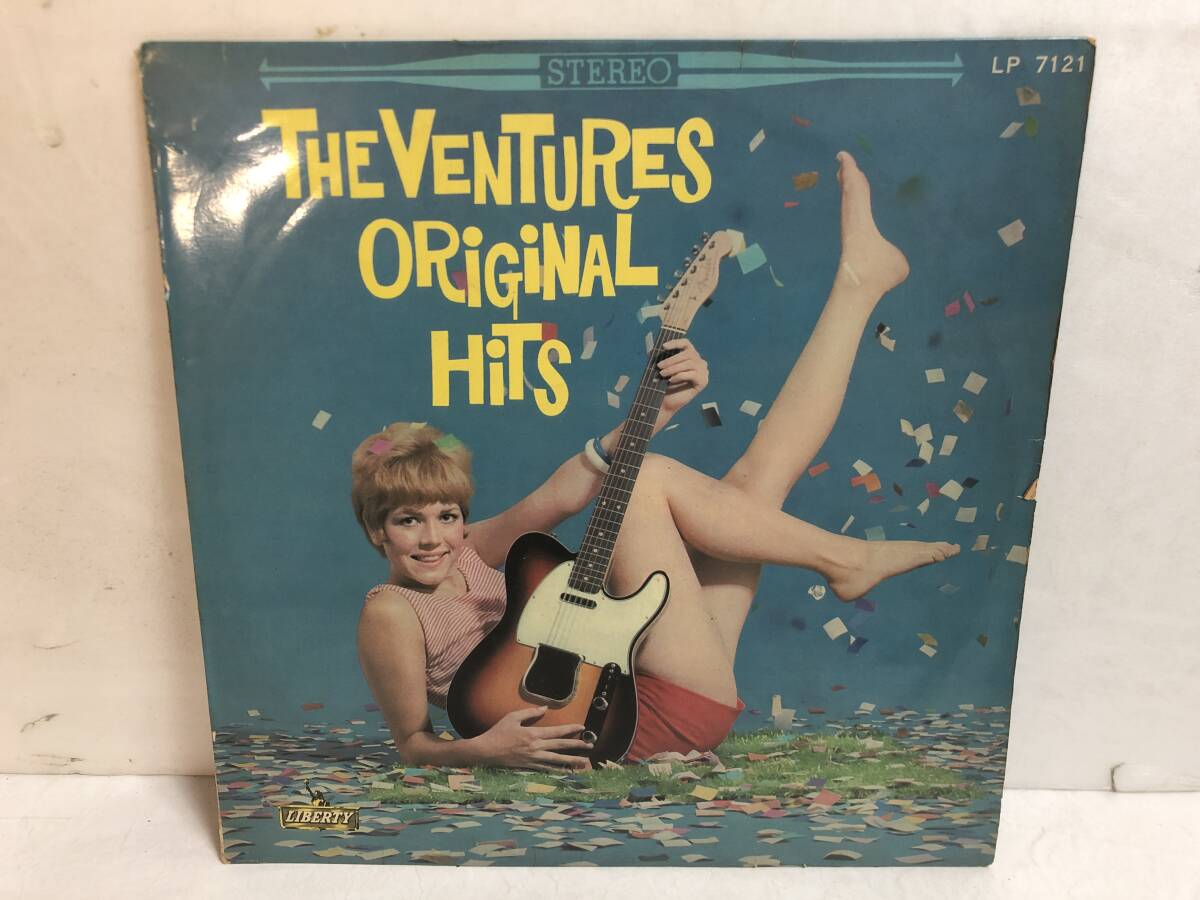 STEREO
LP 7121
THE VENTURES
ORiGiNAL
HiTS
LIBERTY